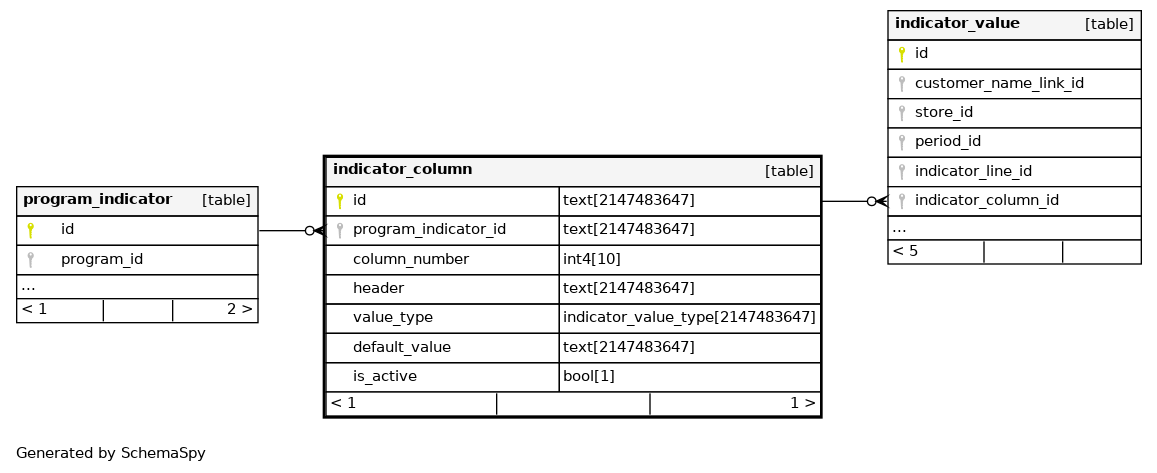 indicator_value [table]
id
customer_name_link_id
store_id
period_id
indicator_line_id
indicator_column_id
...
< 5
indicator_column [table]
id text[2147483647]
program_indicator_id text[2147483647]
column_number int4[10]
header text[2147483647]
value_type indicator_value_type[2147483647]
default_value text[2147483647]
is_active bool[1]
< 1 1 >
program_indicator [table]
id
program_id
...
< 1 2 >
Generated by SchemaSpy